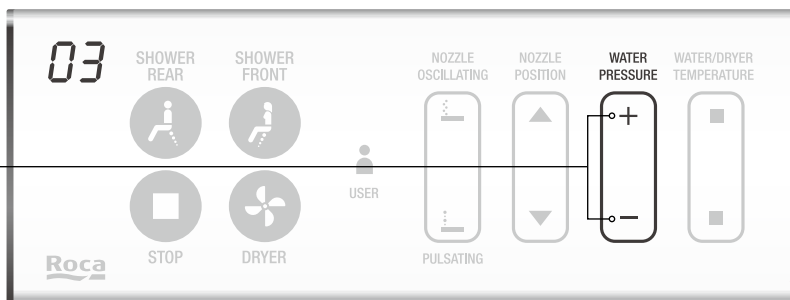 03
SHOWER
REAR
SHOWER
FRONT
NOZZLE
OSCILLATING
NOZZLE
POSITION
WATER
PRESSURE
WATER/DRYER
TEMPERATURE
+
USER
−
STOP
DRYER
PULSATING
Roca